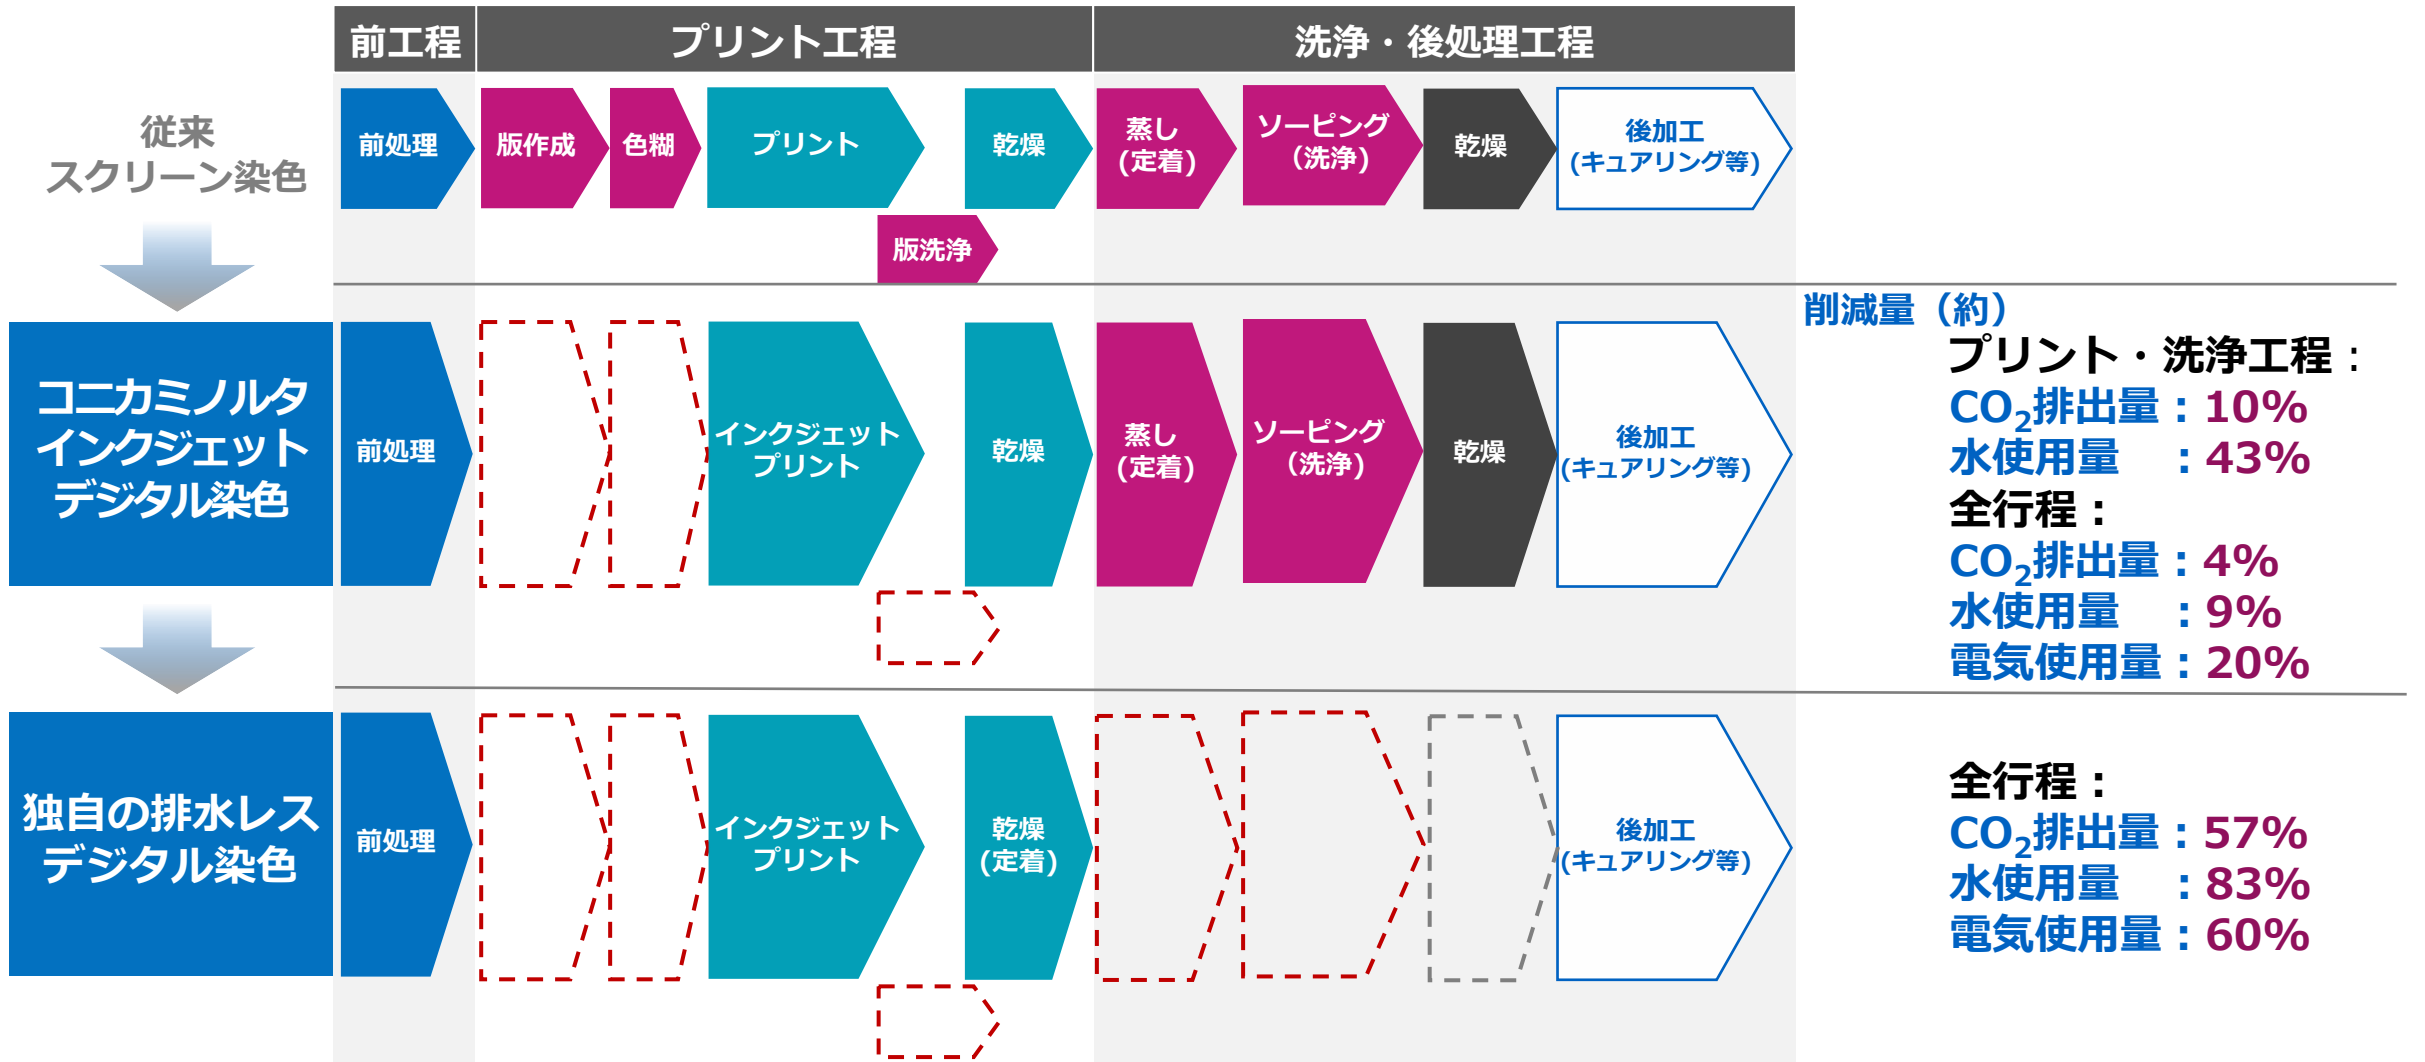 前工程
プリント工程
洗浄・後処理工程
従来
スクリーン染色
前処理
版作成
色糊
プリント
版洗浄
乾燥
蒸し
(定着)
ソーピング
（洗浄）
乾燥
後加工
(キュアリング等)
削減量（約）
コニカミノルタ
インクジェット
デジタル染色
前処理
インクジェット
プリント
乾燥
蒸し
(定着)
ソーピング
（洗浄）
乾燥
後加工
(キュアリング等)
プリント・洗浄工程：
CO₂排出量：10%
水使用量　：43%
全行程：
CO₂排出量：4%
水使用量　：9%
電気使用量：20%
独自の排水レス
デジタル染色
前処理
インクジェット
プリント
乾燥
(定着)
後加工
(キュアリング等)
全行程：
CO₂排出量：57%
水使用量　：83%
電気使用量：60%